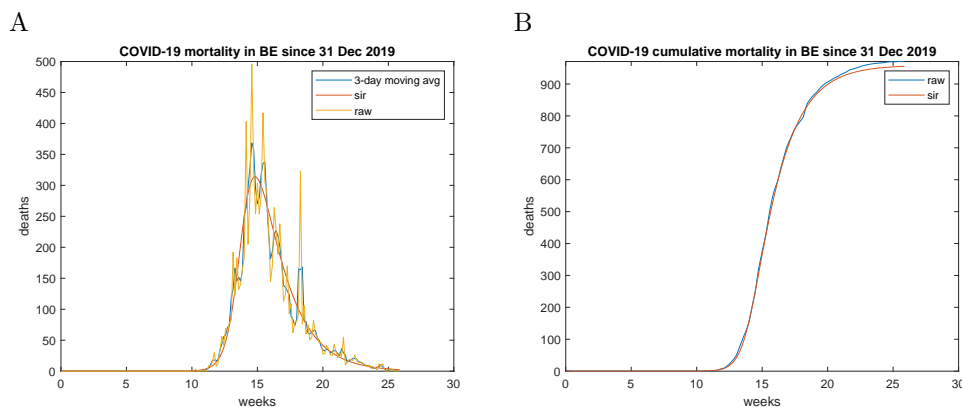 A
COVID-19 mortality in BE since 31 Dec 2019
500
450
400
350
300
250
200
150
100
50
0
deaths
3-day moving avg
sir
raw
0 5 10 15 20 25 30
weeks
B
COVID-19 cumulative mortality in BE since 31 Dec 2019
900
800
700
600
500
400
300
200
100
0
deaths
raw
sir
0 5 10 15 20 25 30
weeks